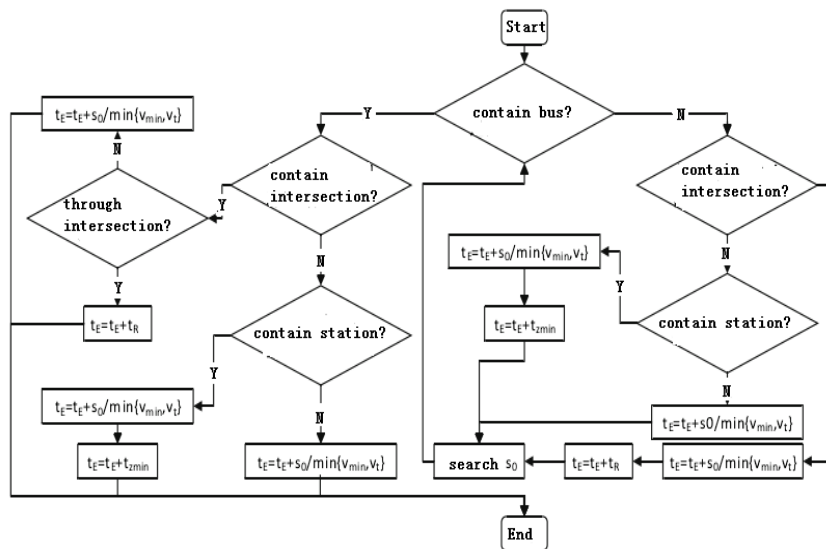 Start
contain bus?
Y
N
t_E=t_E+s_0/min{v_min,v_t}
N
contain
intersection?
contain
intersection?
through
intersection?
Y
Y
N
N
t_E=t_E+s_0/min{v_min,v_t}
Y
t_E=t_E+t_R
contain station?
t_E=t_E+t_zmin
contain station?
Y
Y
N
t_E=t_E+s_0/min{v_min,v_t}
N
t_E=t_E+s0/min{v_min,v_t}
t_E=t_E+t_zmin
t_E=t_E+s_0/min{v_min,v_t}
search s_0
t_E=t_E+t_R
t_E=t_E+s_0/min{v_min,v_t}
End